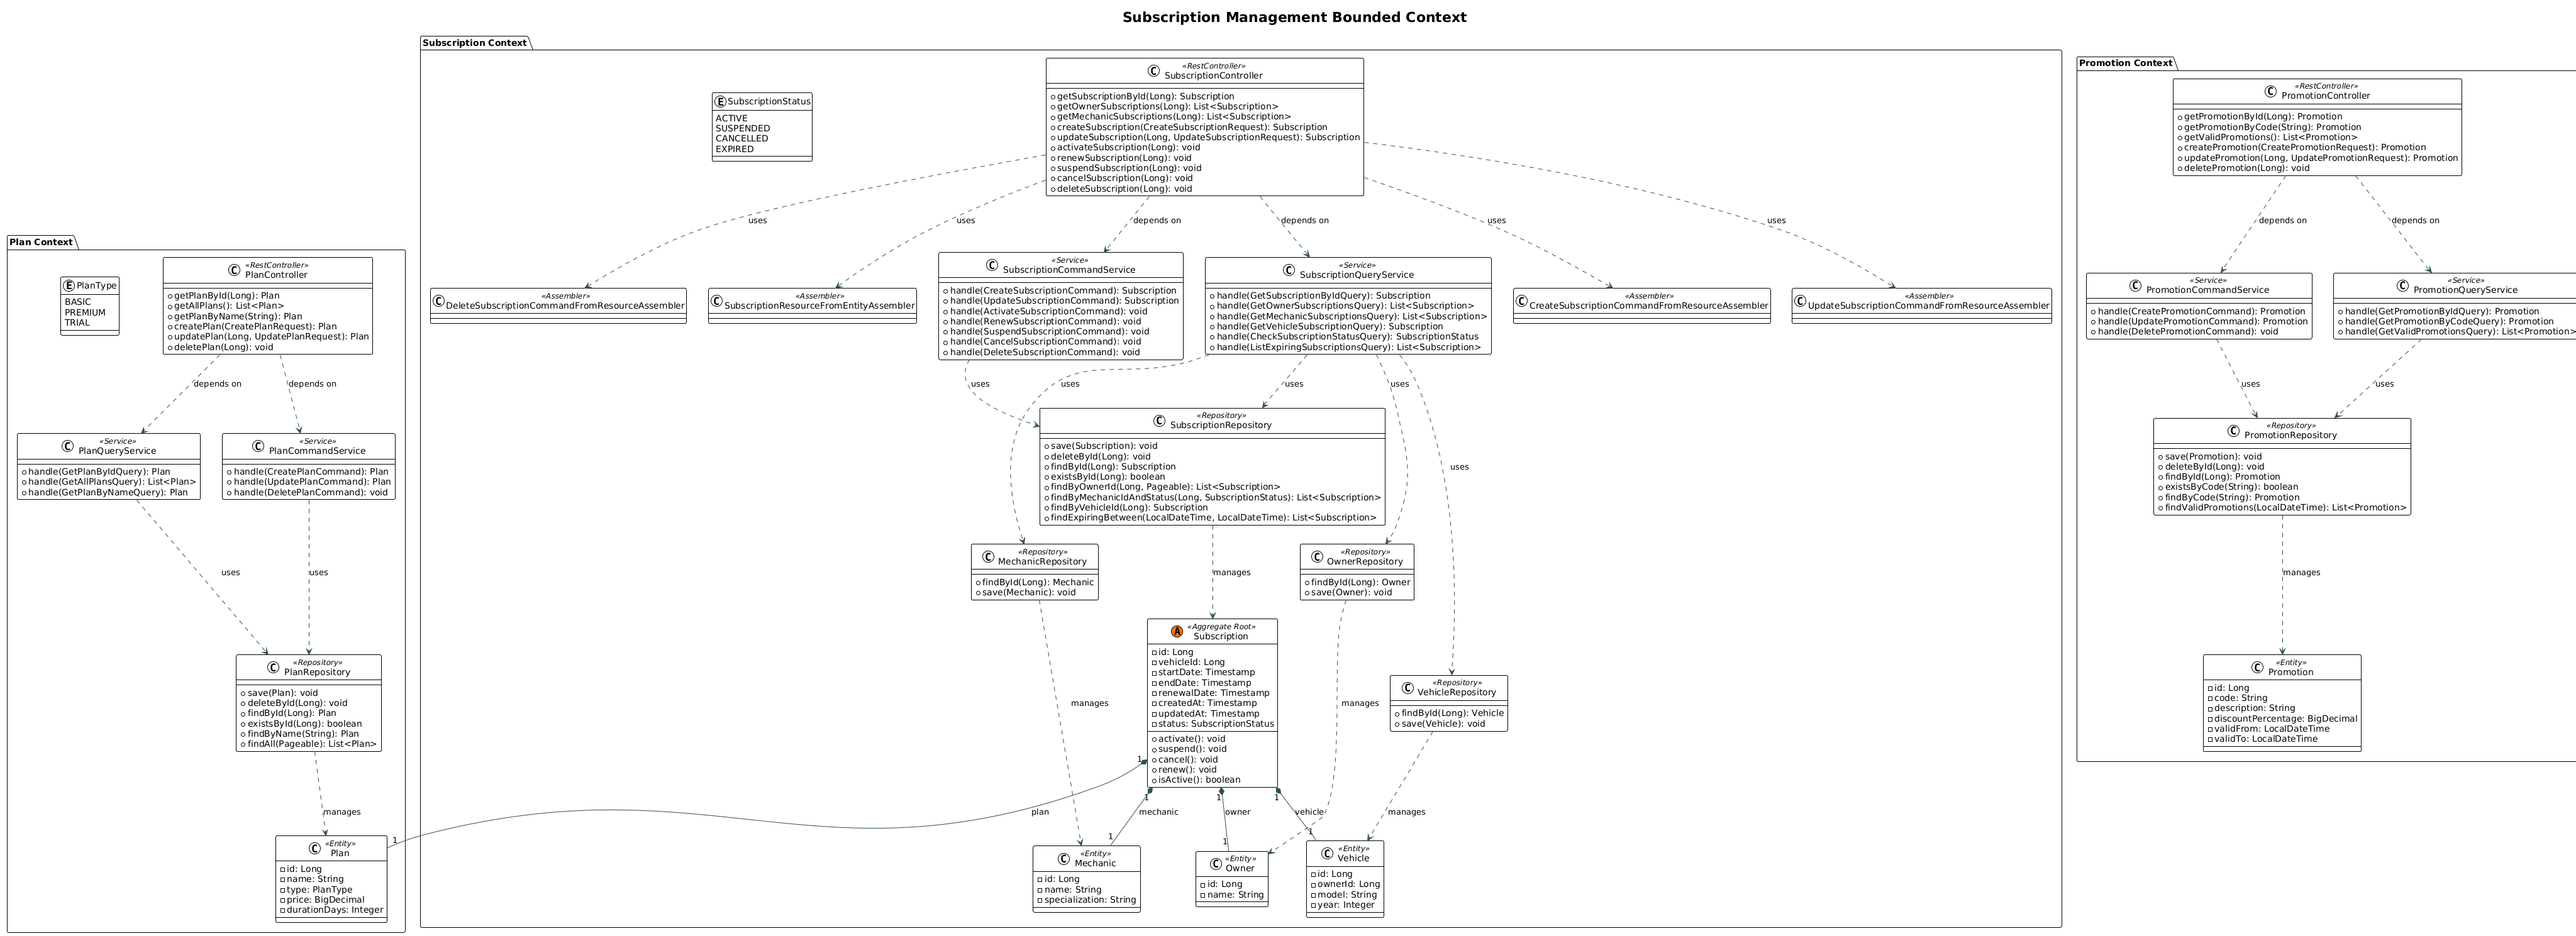 Subscription Management Bounded Context
Plan Context
E PlanType
BASIC
PREMIUM
TRIAL
C «RestController»
PlanController
getPlanById(Long): Plan
getAllPlans(): List<Plan>
getPlanByName(String): Plan
createPlan(CreatePlanRequest): Plan
updatePlan(Long, UpdatePlanRequest): Plan
deletePlan(Long): void
depends on
depends on
C «Service»
PlanQueryService
handle(GetPlanByIdQuery): Plan
handle(GetAllPlansQuery): List<Plan>
handle(GetPlanByNameQuery): Plan
C «Service»
PlanCommandService
handle(CreatePlanCommand): Plan
handle(UpdatePlanCommand): Plan
handle(DeletePlanCommand): void
uses
uses
C «Repository»
PlanRepository
save(Plan): void
deleteById(Long): void
findById(Long): Plan
existsById(Long): boolean
findByName(String): Plan
findAll(Pageable): List<Plan>
manages
C «Entity»
Plan
id: Long
name: String
type: PlanType
price: BigDecimal
durationDays: Integer
1
Subscription Context
E SubscriptionStatus
ACTIVE
SUSPENDED
CANCELLED
EXPIRED
C «RestController»
SubscriptionController
getSubscriptionById(Long): Subscription
getOwnerSubscriptions(Long): List<Subscription>
getMechanicSubscriptions(Long): List<Subscription>
createSubscription(CreateSubscriptionRequest): Subscription
updateSubscription(Long, UpdateSubscriptionRequest): Subscription
activateSubscription(Long): void
renewSubscription(Long): void
suspendSubscription(Long): void
cancelSubscription(Long): void
deleteSubscription(Long): void
uses
uses
depends on
depends on
uses
uses
C «Assembler»
DeleteSubscriptionCommandFromResourceAssembler
C «Assembler»
SubscriptionResourceFromEntityAssembler
C «Service»
SubscriptionCommandService
handle(CreateSubscriptionCommand): Subscription
handle(UpdateSubscriptionCommand): Subscription
handle(ActivateSubscriptionCommand): void
handle(RenewSubscriptionCommand): void
handle(SuspendSubscriptionCommand): void
handle(CancelSubscriptionCommand): void
handle(DeleteSubscriptionCommand): void
C «Service»
SubscriptionQueryService
handle(GetSubscriptionByIdQuery): Subscription
handle(GetOwnerSubscriptionsQuery): List<Subscription>
handle(GetMechanicSubscriptionsQuery): List<Subscription>
handle(GetVehicleSubscriptionQuery): Subscription
handle(CheckSubscriptionStatusQuery): SubscriptionStatus
handle(ListExpiringSubscriptionsQuery): List<Subscription>
C «Assembler»
CreateSubscriptionCommandFromResourceAssembler
C «Assembler»
UpdateSubscriptionCommandFromResourceAssembler
uses
uses
uses
uses
uses
C «Repository»
SubscriptionRepository
save(Subscription): void
deleteById(Long): void
findById(Long): Subscription
existsById(Long): boolean
findByOwnerId(Long, Pageable): List<Subscription>
findByMechanicIdAndStatus(Long, SubscriptionStatus): List<Subscription>
findByVehicleId(Long): Subscription
findExpiringBetween(LocalDateTime, LocalDateTime): List<Subscription>
C «Repository»
MechanicRepository
findById(Long): Mechanic
save(Mechanic): void
manages
C «Repository»
OwnerRepository
findById(Long): Owner
save(Owner): void
A «Aggregate Root»
Subscription
id: Long
vehicleId: Long
startDate: Timestamp
endDate: Timestamp
renewalDate: Timestamp
createdAt: Timestamp
updatedAt: Timestamp
status: SubscriptionStatus
activate(): void
suspend(): void
cancel(): void
renew(): void
isActive(): boolean
C «Repository»
VehicleRepository
findById(Long): Vehicle
save(Vehicle): void
manages
manages
1
1
1
1
plan
mechanic
owner
vehicle
manages
1
1
1
C «Entity»
Mechanic
id: Long
name: String
specialization: String
C «Entity»
Owner
id: Long
name: String
C «Entity»
Vehicle
id: Long
ownerId: Long
model: String
year: Integer
Promotion Context
C «RestController»
PromotionController
getPromotionById(Long): Promotion
getPromotionByCode(String): Promotion
getValidPromotions(): List<Promotion>
createPromotion(CreatePromotionRequest): Promotion
updatePromotion(Long, UpdatePromotionRequest): Promotion
deletePromotion(Long): void
depends on
depends on
C «Service»
PromotionCommandService
handle(CreatePromotionCommand): Promotion
handle(UpdatePromotionCommand): Promotion
handle(DeletePromotionCommand): void
C «Service»
PromotionQueryService
handle(GetPromotionByIdQuery): Promotion
handle(GetPromotionByCodeQuery): Promotion
handle(GetValidPromotionsQuery): List<Promotion>
uses
uses
C «Repository»
PromotionRepository
save(Promotion): void
deleteById(Long): void
findById(Long): Promotion
existsByCode(String): boolean
findByCode(String): Promotion
findValidPromotions(LocalDateTime): List<Promotion>
manages
C «Entity»
Promotion
id: Long
code: String
description: String
discountPercentage: BigDecimal
validFrom: LocalDateTime
validTo: LocalDateTime